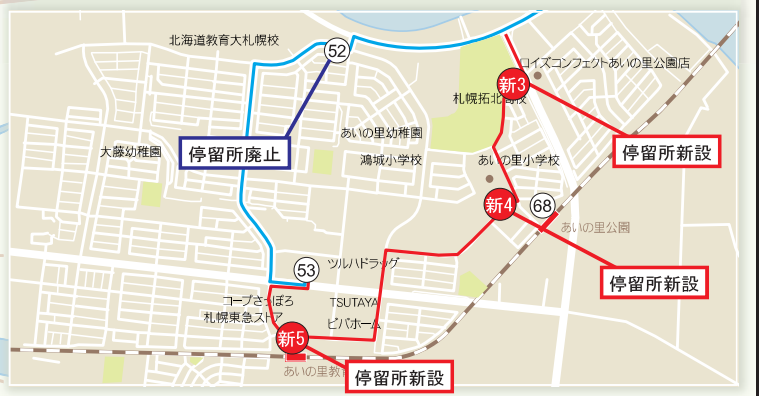 北海道教育大札幌校
52
ロイズコンフェクトあいの里公園店
新3
札幌拓北高校
停留所廃止
あいの里幼稚園
停留所新設
大藤幼稚園
鴻城小学校
あいの里小学校
新4
68
あいの里公園
53
ツルハドラッグ
停留所新設
コープさっぽろ
TSUTAYA
札幌東急ストア
ビバホーム
新5
あいの里教育
停留所新設